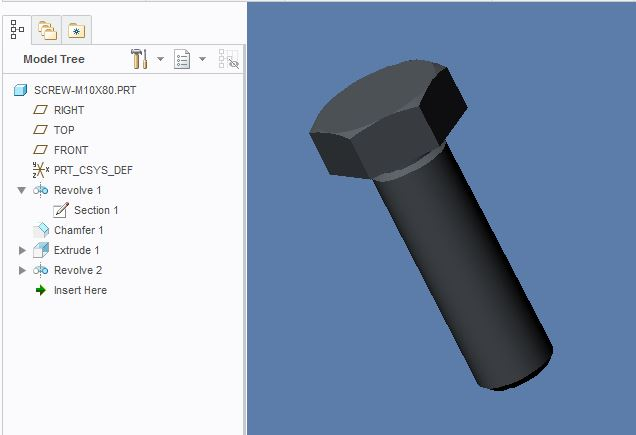 Model Tree
SCREW-M10X80.PRT
RIGHT
TOP
FRONT
PRT_CSYS_DEF
Revolve 1
Section 1
Chamfer 1
Extrude 1
Revolve 2
Insert Here